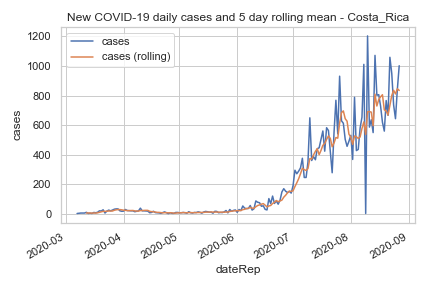 New COVID-19 daily cases and 5 day rolling mean - Costa_Rica
cases
cases (rolling)
1200
1000
800
600
400
200
0
cases
2020-03
2020-04
2020-05
2020-06
2020-07
2020-08
2020-09
dateRep